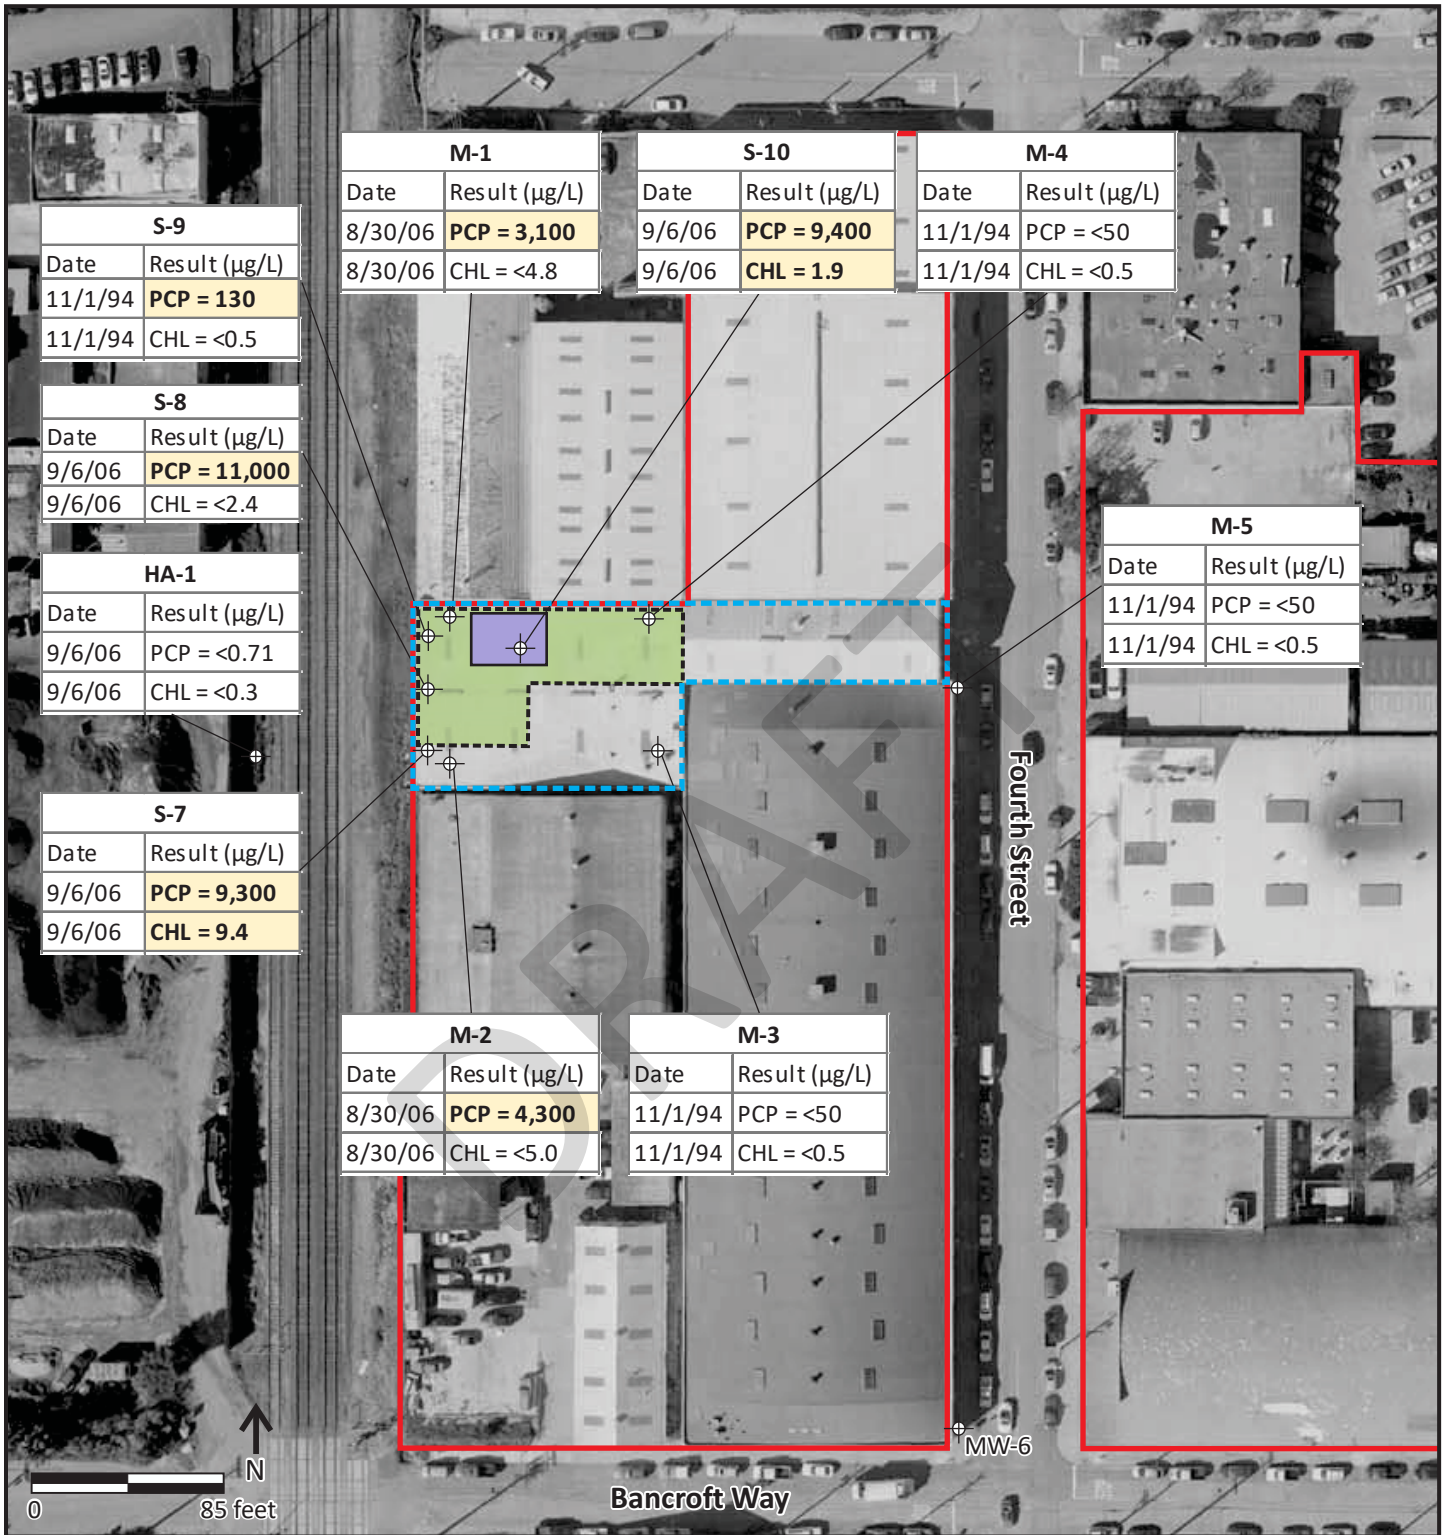 M-1
Date Result (µg/L)
8/30/06 PCP = 3,100
8/30/06 CHL = <4.8
S-10
Date Result (µg/L)
9/6/06 PCP = 9,400
9/6/06 CHL = 1.9
M-4
Date Result (µg/L)
11/1/94 PCP = <50
11/1/94 CHL = <0.5
S-9
Date Result (µg/L)
11/1/94 PCP = 130
11/1/94 CHL = <0.5
S-8
Date Result (µg/L)
9/6/06 PCP = 11,000
9/6/06 CHL = <2.4
HA-1
Date Result (µg/L)
9/6/06 PCP = <0.71
9/6/06 CHL = <0.3
M-5
Date Result (µg/L)
11/1/94 PCP = <50
11/1/94 CHL = <0.5
S-7
Date Result (µg/L)
9/6/06 PCP = 9,300
9/6/06 CHL = 9.4
Fourth Street
DRAFT
M-2
Date Result (µg/L)
8/30/06 PCP = 4,300
8/30/06 CHL = <5.0
M-3
Date Result (µg/L)
11/1/94 PCP = <50
11/1/94 CHL = <0.5
MW-6
N
0 85 feet
Bancroft Way